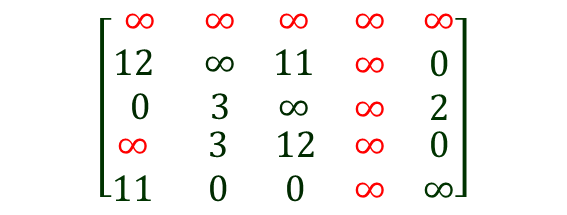 ∞ ∞ ∞ ∞ ∞
12 ∞ 11 ∞ 0
0 3 ∞ ∞ 2
∞ 3 12 ∞ 0
11 0 0 ∞ ∞